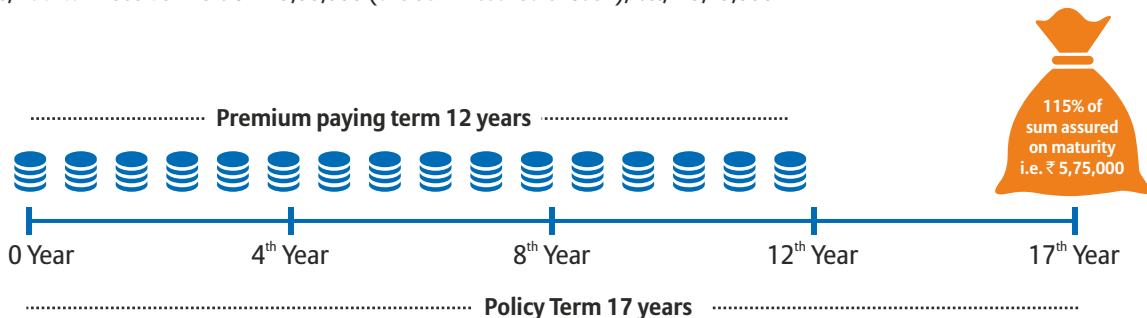 Premium paying term 12 years
115% of
sum assured
on maturity
i.e. ₹ 5,75,000
0 Year
4th Year
8th Year
12th Year
17th Year
Policy Term 17 years